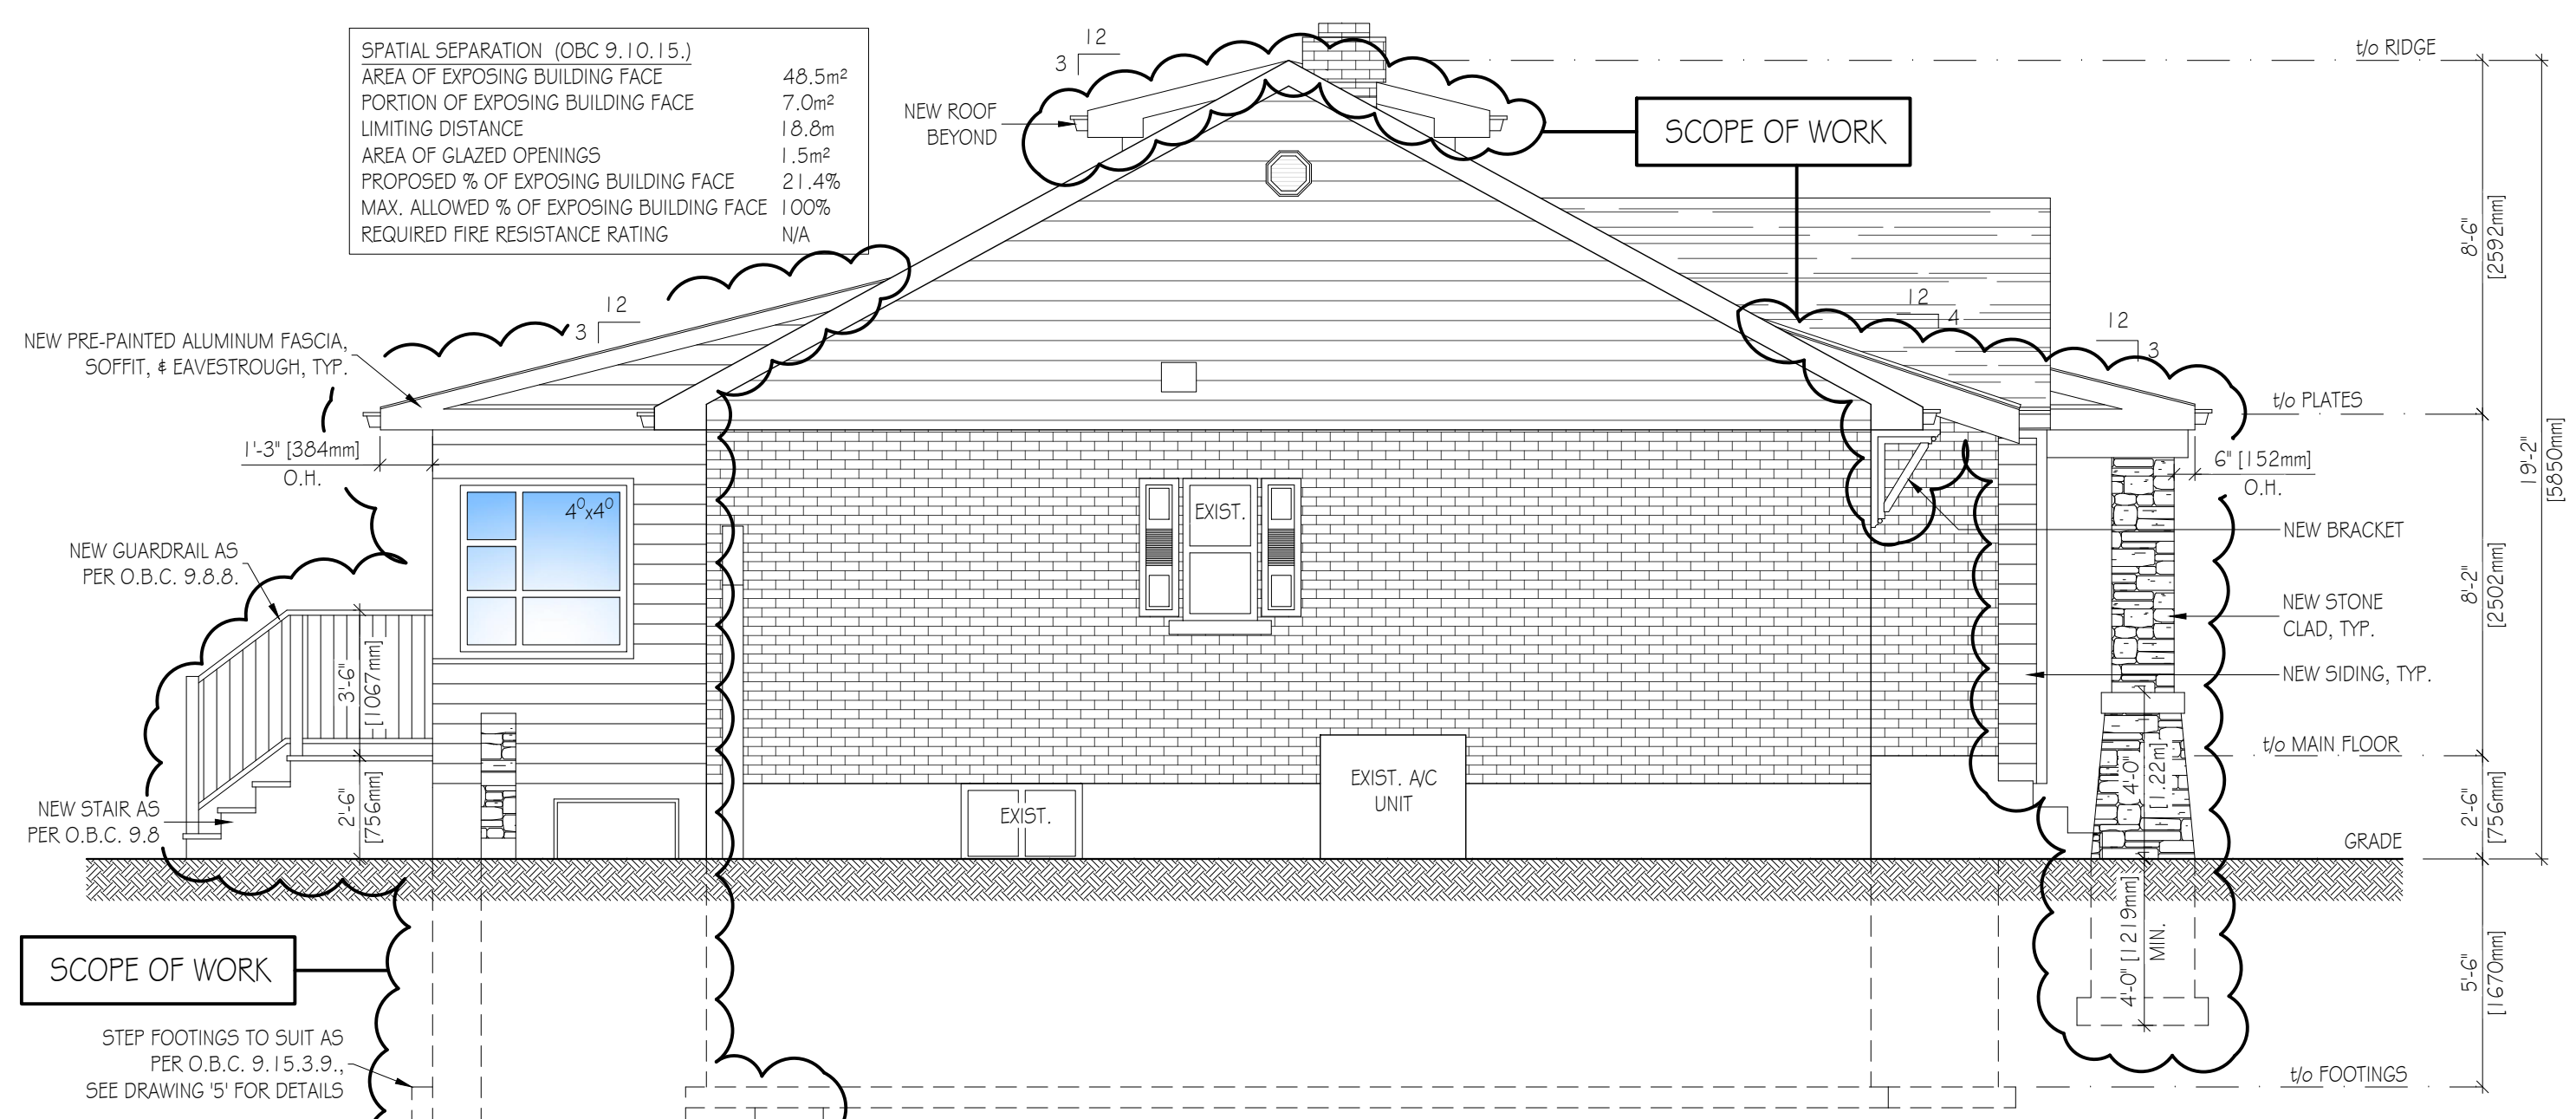 SPATIAL SEPARATION (OBC 9.10.15.)
AREA OF EXPOSING BUILDING FACE 48.5m²
PORTION OF EXPOSING BUILDING FACE 7.0m²
LIMITING DISTANCE 18.8m
AREA OF GLAZED OPENINGS 1.5m²
PROPOSED % OF EXPOSING BUILDING FACE 21.4%
MAX. ALLOWED % OF EXPOSING BUILDING FACE 100%
REQUIRED FIRE RESISTANCE RATING N/A
12
3
NEW ROOF
BEYOND
SCOPE OF WORK
t/o RIDGE
8'-6"
[2592mm]
19'-2"
[5850mm]
12
3
12
4
12
3
NEW PRE-PAINTED ALUMINUM FASCIA,
SOFFIT, & EAVESTROUGH, TYP.
t/o PLATES
1'-3" [384mm]
O.H.
6" [152mm]
O.H.
4⁰x4⁰
EXIST.
NEW BRACKET
NEW GUARDRAIL AS
PER O.B.C. 9.8.8.
8'-2"
[2502mm]
NEW STONE
CLAD, TYP.
NEW SIDING, TYP.
3'-6"
[1067mm]
t/o MAIN FLOOR
NEW STAIR AS
PER O.B.C. 9.8
2'-6"
[756mm]
EXIST.
EXIST. A/C
UNIT
4'-0"
[1.22m]
2'-6"
[756mm]
GRADE
4'-0" [1219mm]
MIN.
5'-6"
[1670mm]
SCOPE OF WORK
STEP FOOTINGS TO SUIT AS
PER O.B.C. 9.15.3.9.,
SEE DRAWING '5' FOR DETAILS
t/o FOOTINGS